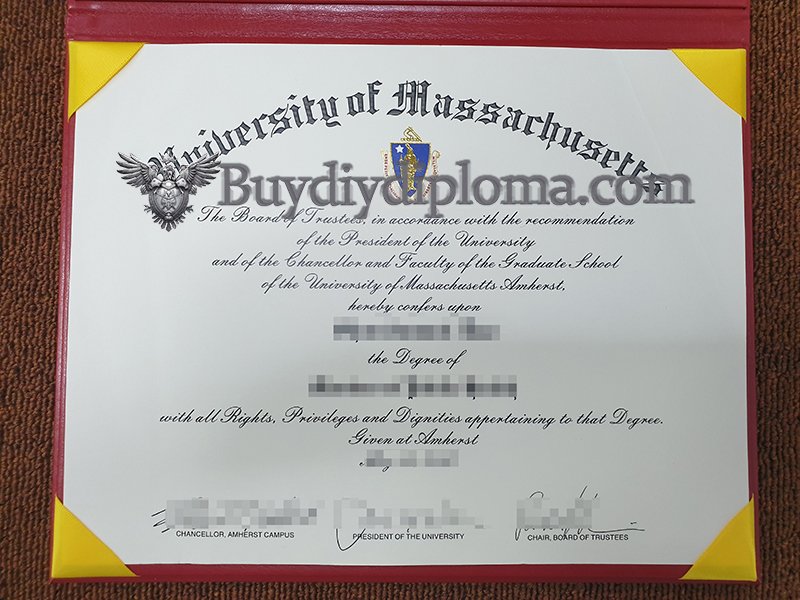 University of Massachusetts
Buydiydiploma.com
The Board of Trustees, in accordance with the recommendation
of the President of the University
and of the Chancellor and Faculty of the Graduate School
of the University of Massachusetts Amherst,
hereby confers upon
the Degree of
with all Rights, Privileges and Dignities appertaining to that Degree.
Given at Amherst
CHANCELLOR, AMHERST CAMPUS
PRESIDENT OF THE UNIVERSITY
CHAIR, BOARD OF TRUSTEES